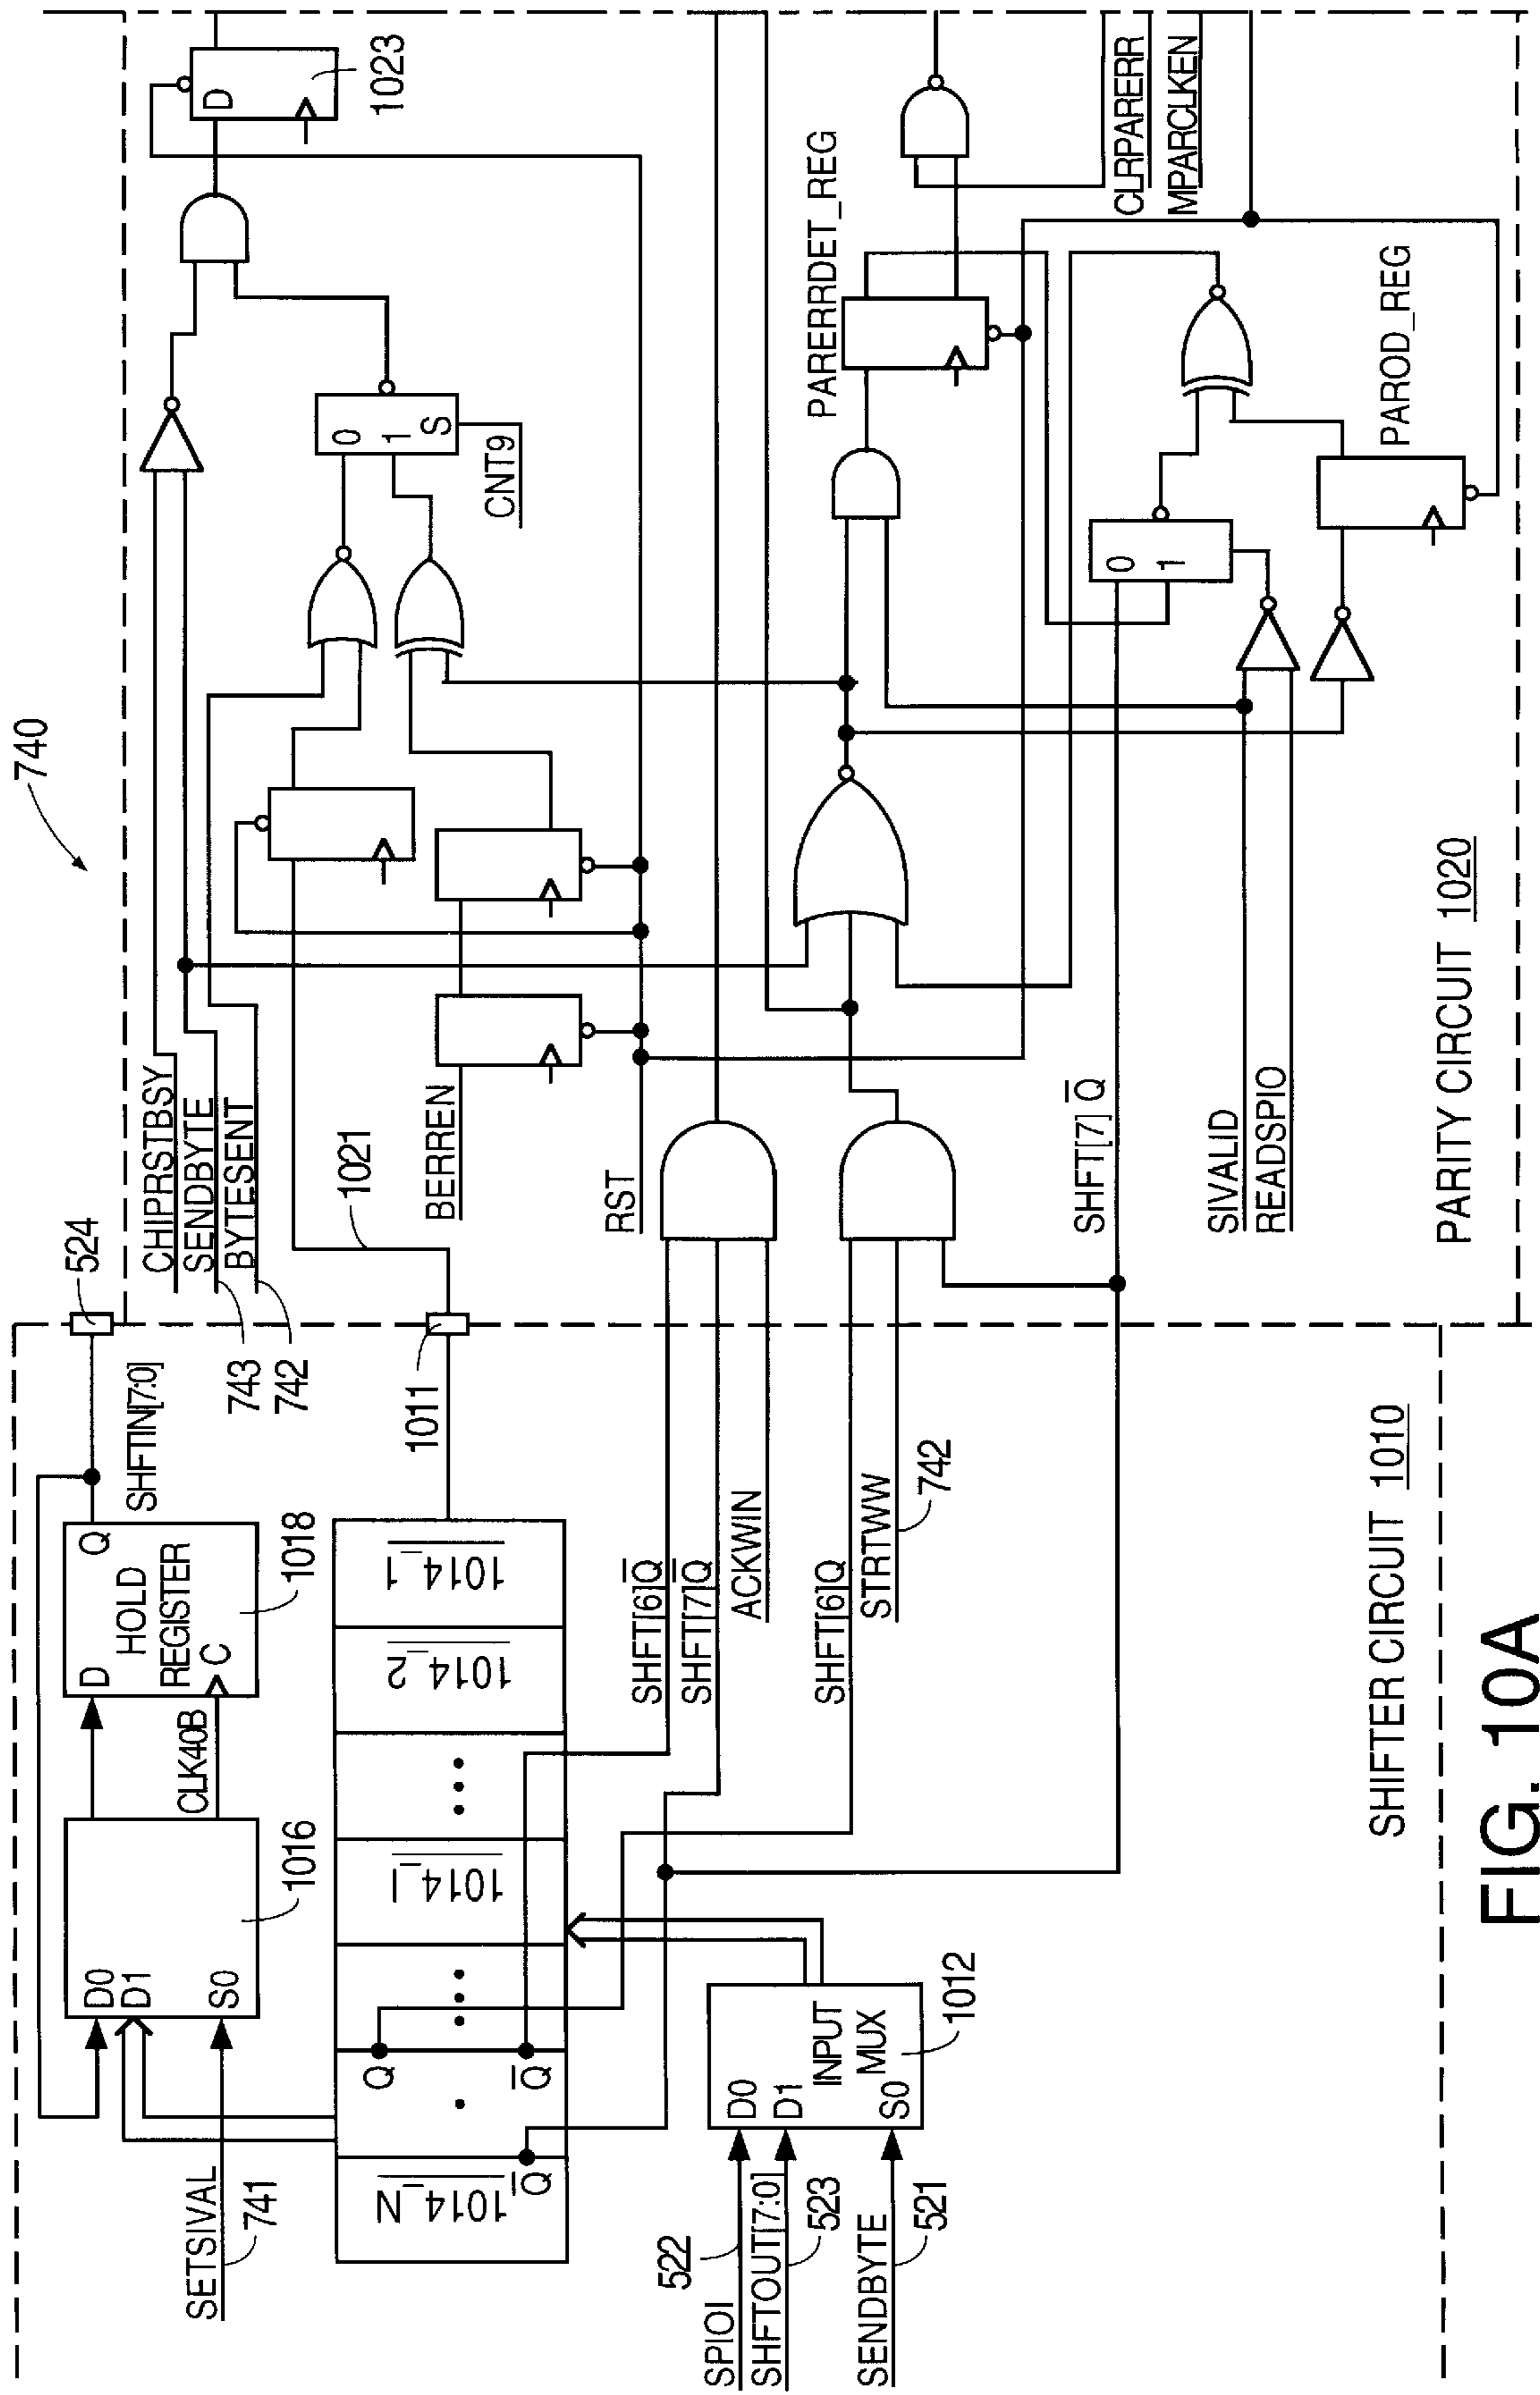 740
SETSIVAL
741
D0
D1
S0
1016
CLK40B
D
Q
HOLD
REGISTER
C
1018
SHFTIN[7:0]
524
1014_N
Q
Q
Q
1014_I
1014_2
1014_1
1011
SPIOI
522
SHFTOUT[7:0]
523
SENDBYTE
521
D0
D1
INPUT
MUX
S0
1012
SHFT[6]Q
SHFT[7]Q
ACKWIN
SHFT[6]Q
STRTWW
742
SHIFTER CIRCUIT 1010
743
742
CHIPRSTBSY
SENDBYTE
BYTESENT
1021
BERREN
RST
SHFT[7] Q
SIVALID
READSPIO
0
1
S
CNT9
D
1023
PARERRDET_REG
0
1
PAROD_REG
CLRPARERR
MPARCLKEN
PARITY CIRCUIT 1020
FIG. 10A